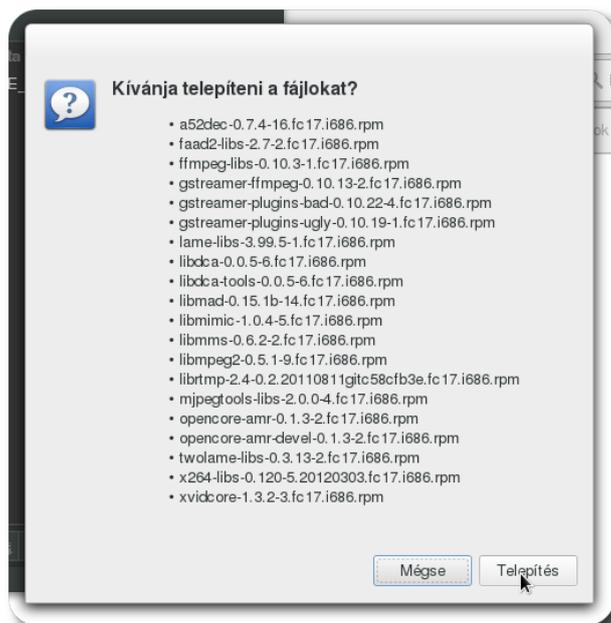 Kívánja telepíteni a fájlokat?
• a52dec-0.7.4-16.fc17.i686.rpm
• faad2-libs-2.7-2.fc17.i686.rpm
• ffmpeg-libs-0.10.3-1.fc17.i686.rpm
• gstreamer-ffmpeg-0.10.13-2.fc17.i686.rpm
• gstreamer-plugins-bad-0.10.22-4.fc17.i686.rpm
• gstreamer-plugins-ugly-0.10.19-1.fc17.i686.rpm
• lame-libs-3.99.5-1.fc17.i686.rpm
• libdca-0.0.5-6.fc17.i686.rpm
• libdca-tools-0.0.5-6.fc17.i686.rpm
• libmad-0.15.1b-14.fc17.i686.rpm
• libmimic-1.0.4-5.fc17.i686.rpm
• libmms-0.6.2-2.fc17.i686.rpm
• libmpeg2-0.5.1-9.fc17.i686.rpm
• librtmp-2.4-0.2.20110811gitc58cfb3e.fc17.i686.rpm
• mjpegtools-libs-2.0.0-4.fc17.i686.rpm
• opencore-amr-0.1.3-2.fc17.i686.rpm
• opencore-amr-devel-0.1.3-2.fc17.i686.rpm
• twolame-libs-0.3.13-2.fc17.i686.rpm
• x264-libs-0.120-5.20120303.fc17.i686.rpm
• xvidcore-1.3.2-3.fc17.i686.rpm
Mégse Telepítés